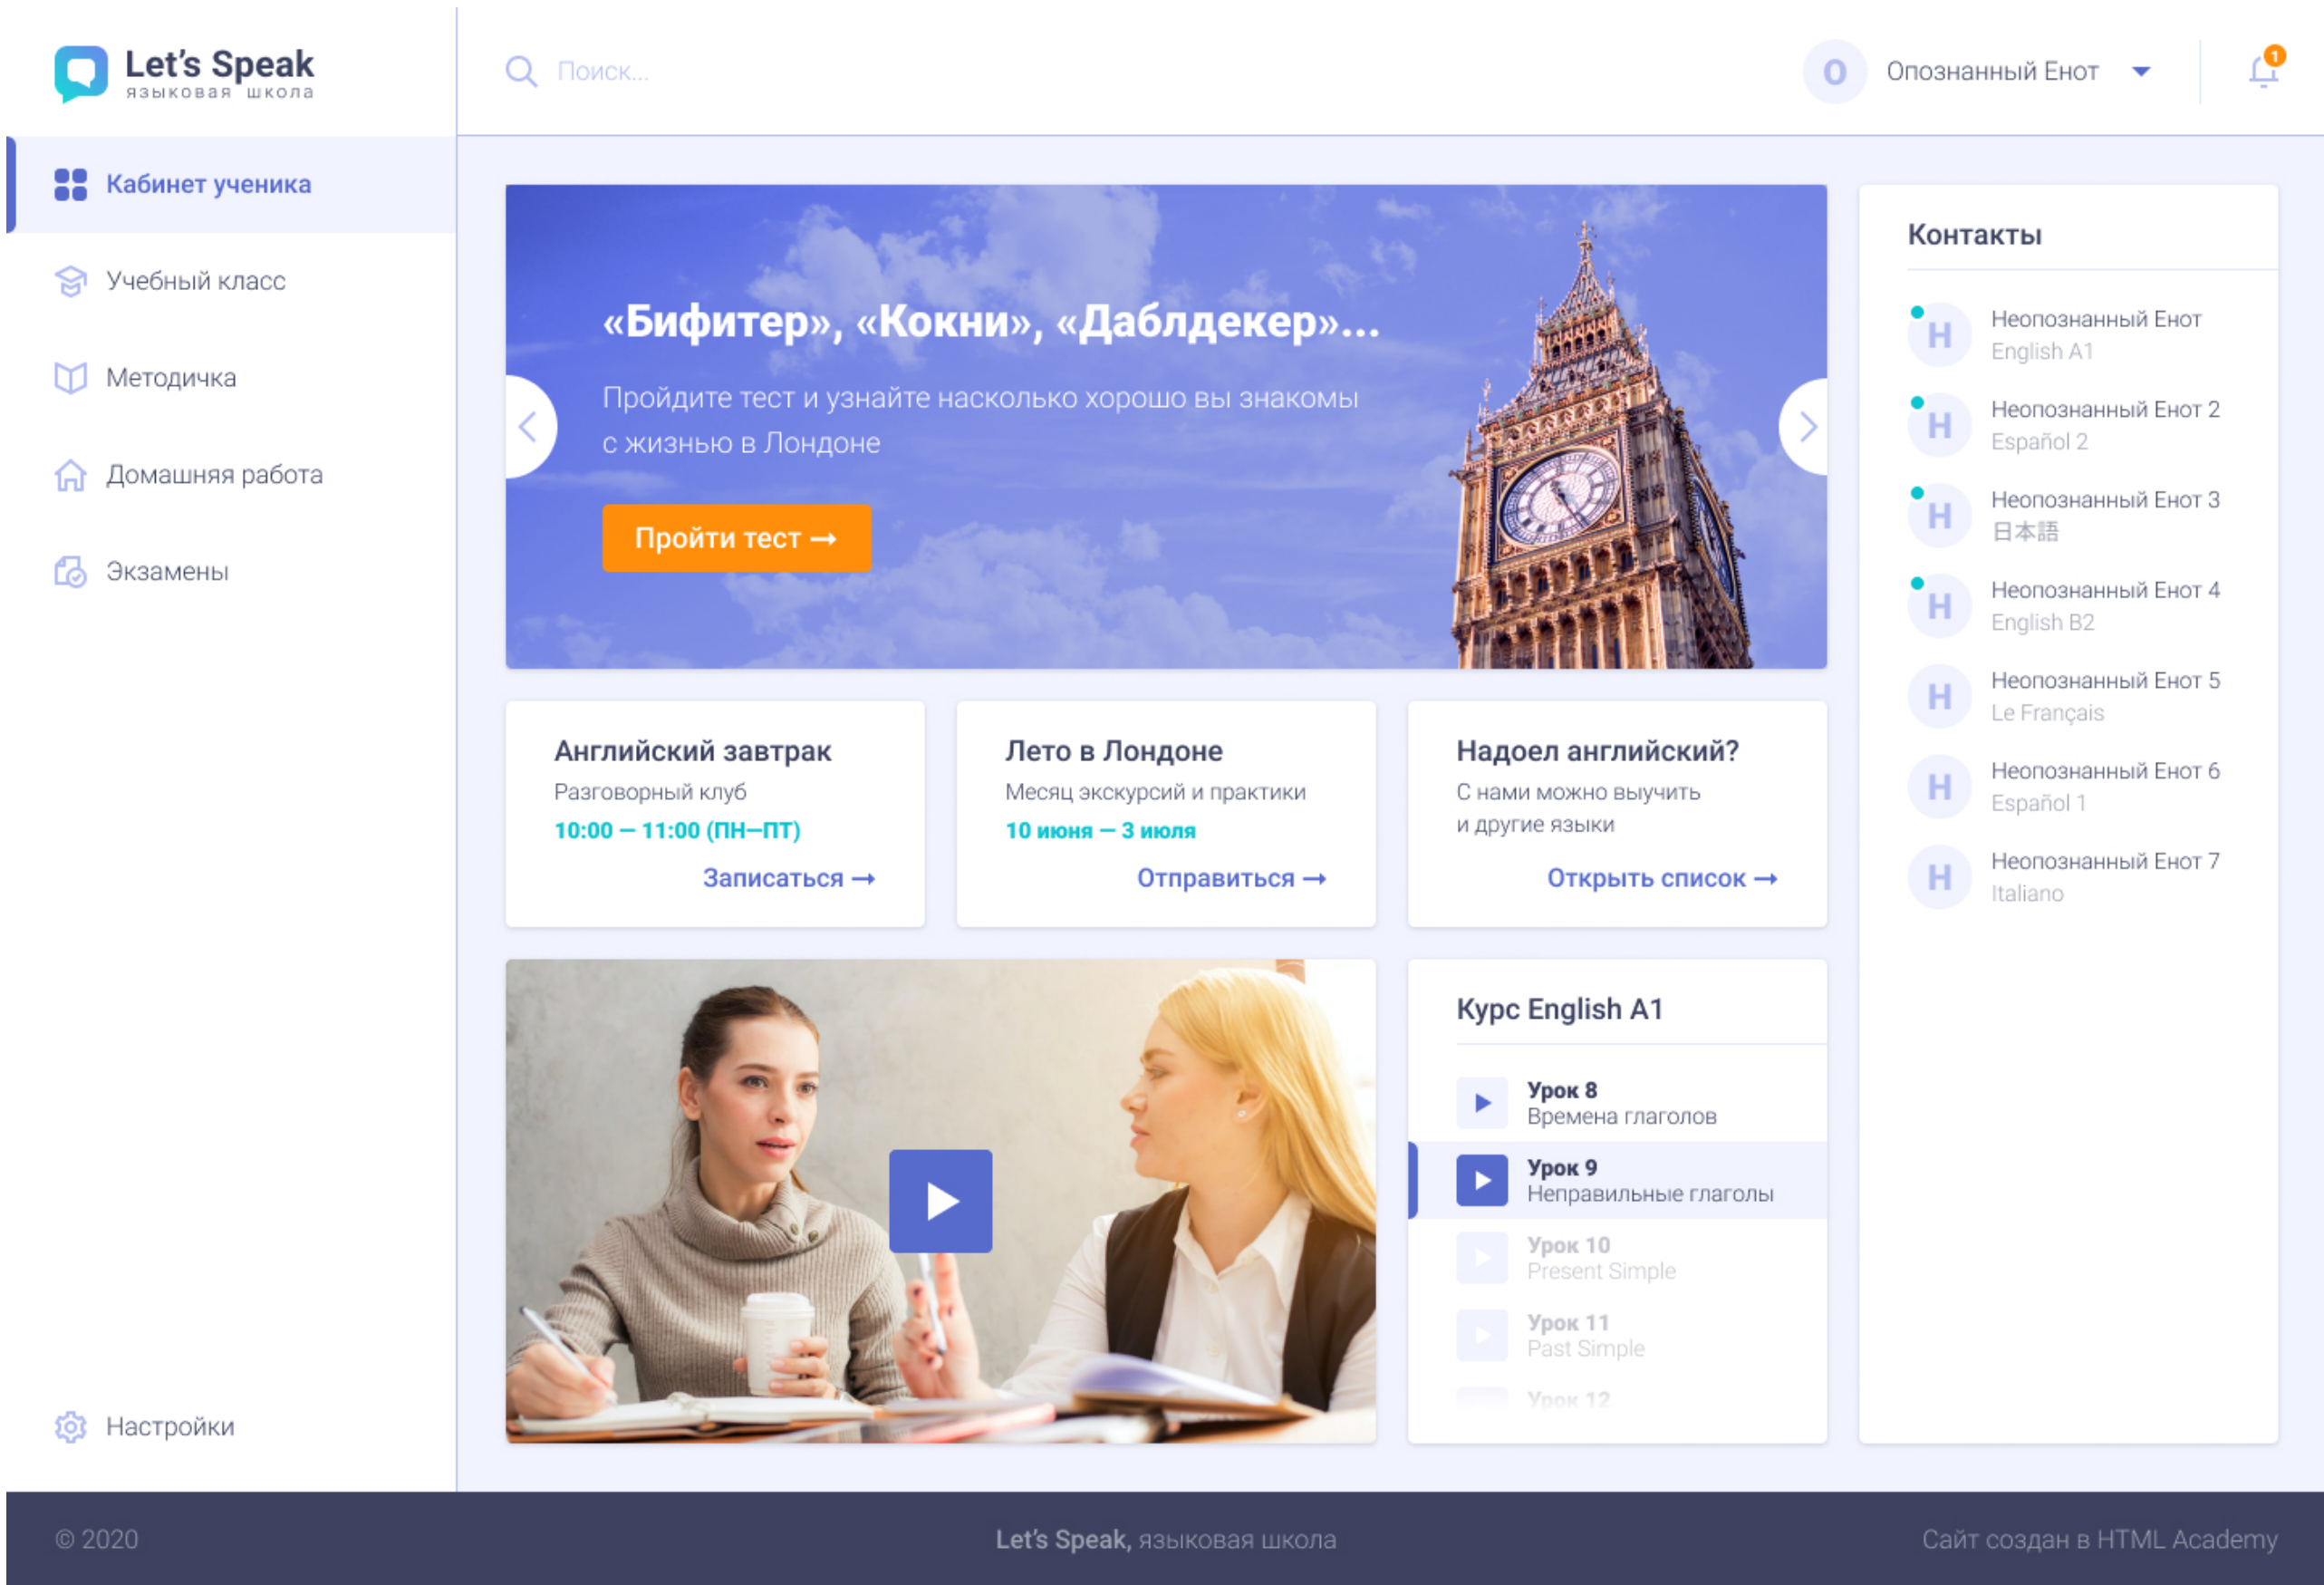 Let's Speak
языковая школа
Поиск...
О
Опознанный Енот
1
Кабинет ученика
Учебный класс
Методичка
Домашняя работа
Экзамены
Настройки
«Бифитер», «Кокни», «Даблдекер»...
Пройдите тест и узнайте насколько хорошо вы знакомы
с жизнью в Лондоне
Пройти тест →
Английский завтрак
Разговорный клуб
10:00 — 11:00 (ПН—ПТ)
Записаться →
Лето в Лондоне
Месяц экскурсий и практики
10 июня — 3 июля
Отправиться →
Надоел английский?
С нами можно выучить
и другие языки
Открыть список →
Курс English A1
Урок 8
Времена глаголов
Урок 9
Неправильные глаголы
Урок 10
Present Simple
Урок 11
Past Simple
Урок 12
Контакты
Н
Неопознанный Енот
English A1
Н
Неопознанный Енот 2
Español 2
Н
Неопознанный Енот 3
日本語
Н
Неопознанный Енот 4
English B2
Н
Неопознанный Енот 5
Le Français
Н
Неопознанный Енот 6
Español 1
Н
Неопознанный Енот 7
Italiano
© 2020
Let's Speak, языковая школа
Сайт создан в HTML Academy